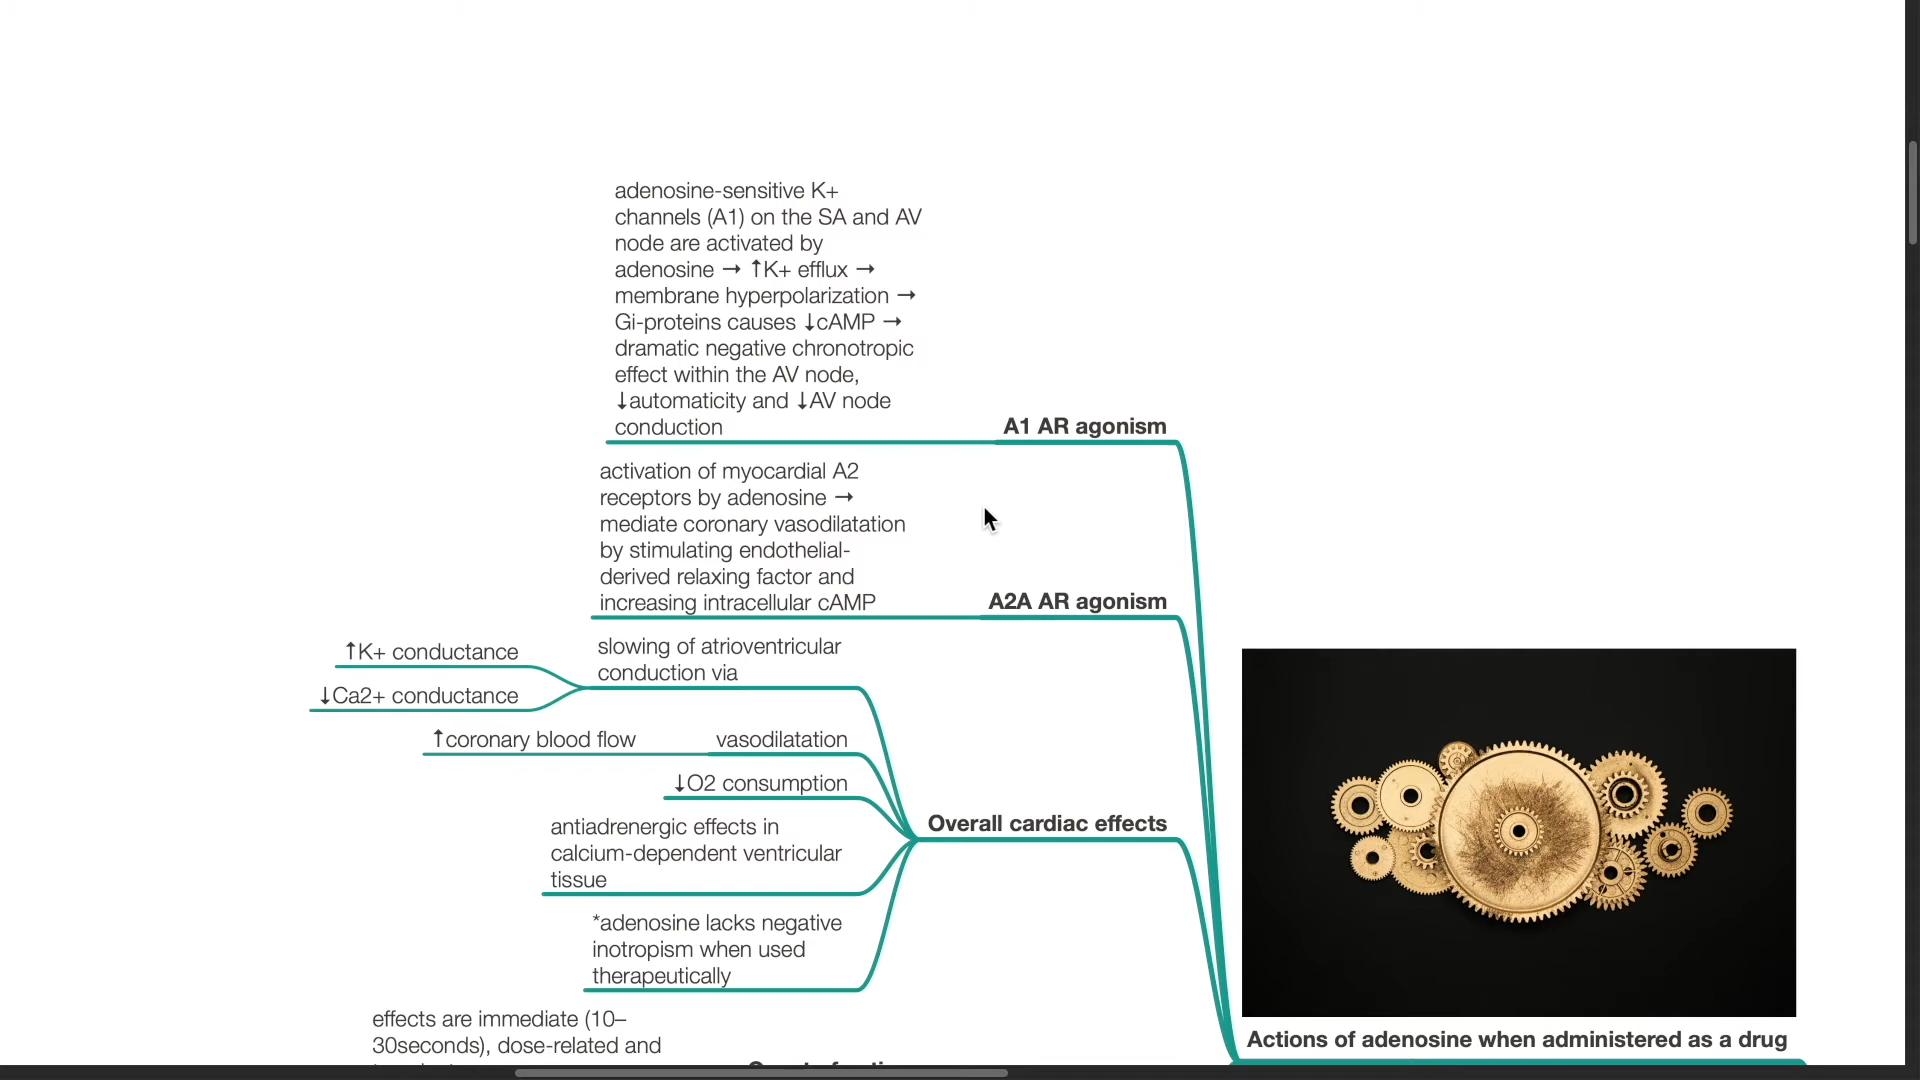 adenosine-sensitive K+
channels (A1) on the SA and AV
node are activated by
adenosine → ↑K+ efflux →
membrane hyperpolarization →
Gi-proteins causes ↓cAMP →
dramatic negative chronotropic
effect within the AV node,
↓automaticity and ↓AV node
conduction
A1 AR agonism
activation of myocardial A2
receptors by adenosine →
mediate coronary vasodilatation
by stimulating endothelial-
derived relaxing factor and
increasing intracellular cAMP
A2A AR agonism
slowing of atrioventricular
conduction via
↑K+ conductance
↓Ca2+ conductance
vasodilatation
↑coronary blood flow
↓O2 consumption
antiadrenergic effects in
calcium-dependent ventricular
tissue
*adenosine lacks negative
inotropism when used
therapeutically
Overall cardiac effects
effects are immediate (10–
30seconds), dose-related and
Actions of adenosine when administered as a drug